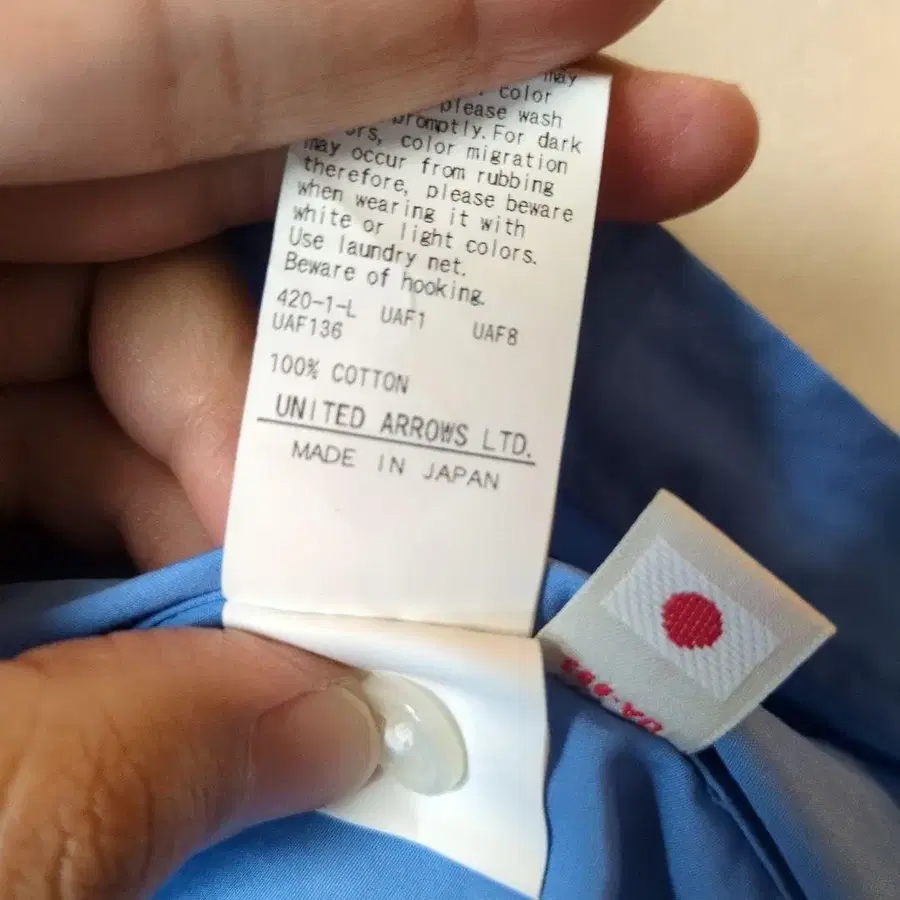 may
color
please wash
promptly. For dark
color migration
may occur from rubbing
therefore, please beware
when wearing it with
white or light colors.
Use laundry net.
Beware of hooking.
420-1-L UAF1 UAF8
UAF136
100% COTTON
UNITED ARROWS LTD.
MADE IN JAPAN